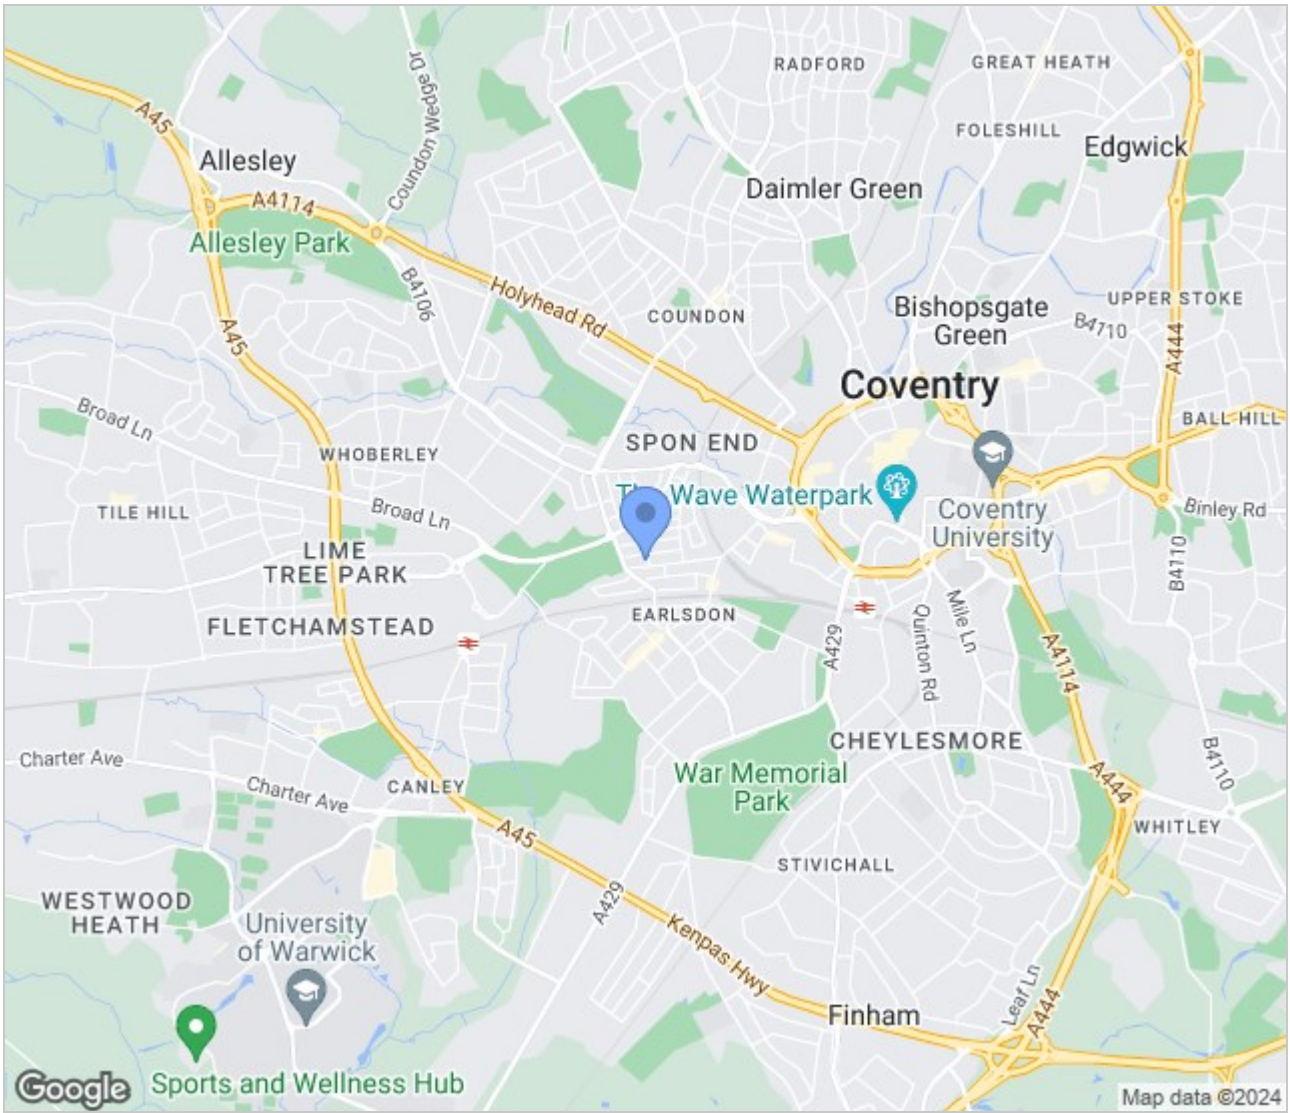 RADFORD
GREAT HEATH
A45
Coundon Wedge Dr
FOLESHILL
Edgwick
Allesley
Daimler Green
A4114
Allesley Park
B4106
Holyhead Rd
COUNDON
Bishopsgate
Green
UPPER STOKE
B4710
A45
A444
Coventry
Broad Ln
BALL HILL
WHOBERLEY
SPON END
Wave Waterpark
TILE HILL
Broad Ln
Coventry
University
Binley Rd
LIME
TREE PARK
B4110
EARLSDON
FLETCHAMSTEAD
Mile Ln
Quinton Rd
A429
A4114
CHEYLESMORE
Charter Ave
War Memorial
Park
B4110
Charter Ave
CANLEY
A444
A45
WHITLEY
STIVICHALL
WESTWOOD
HEATH
A429
University
of Warwick
Kenpas Hwy
Leaf Ln
A444
Finham
Sports and Wellness Hub
Google
Map data ©2024